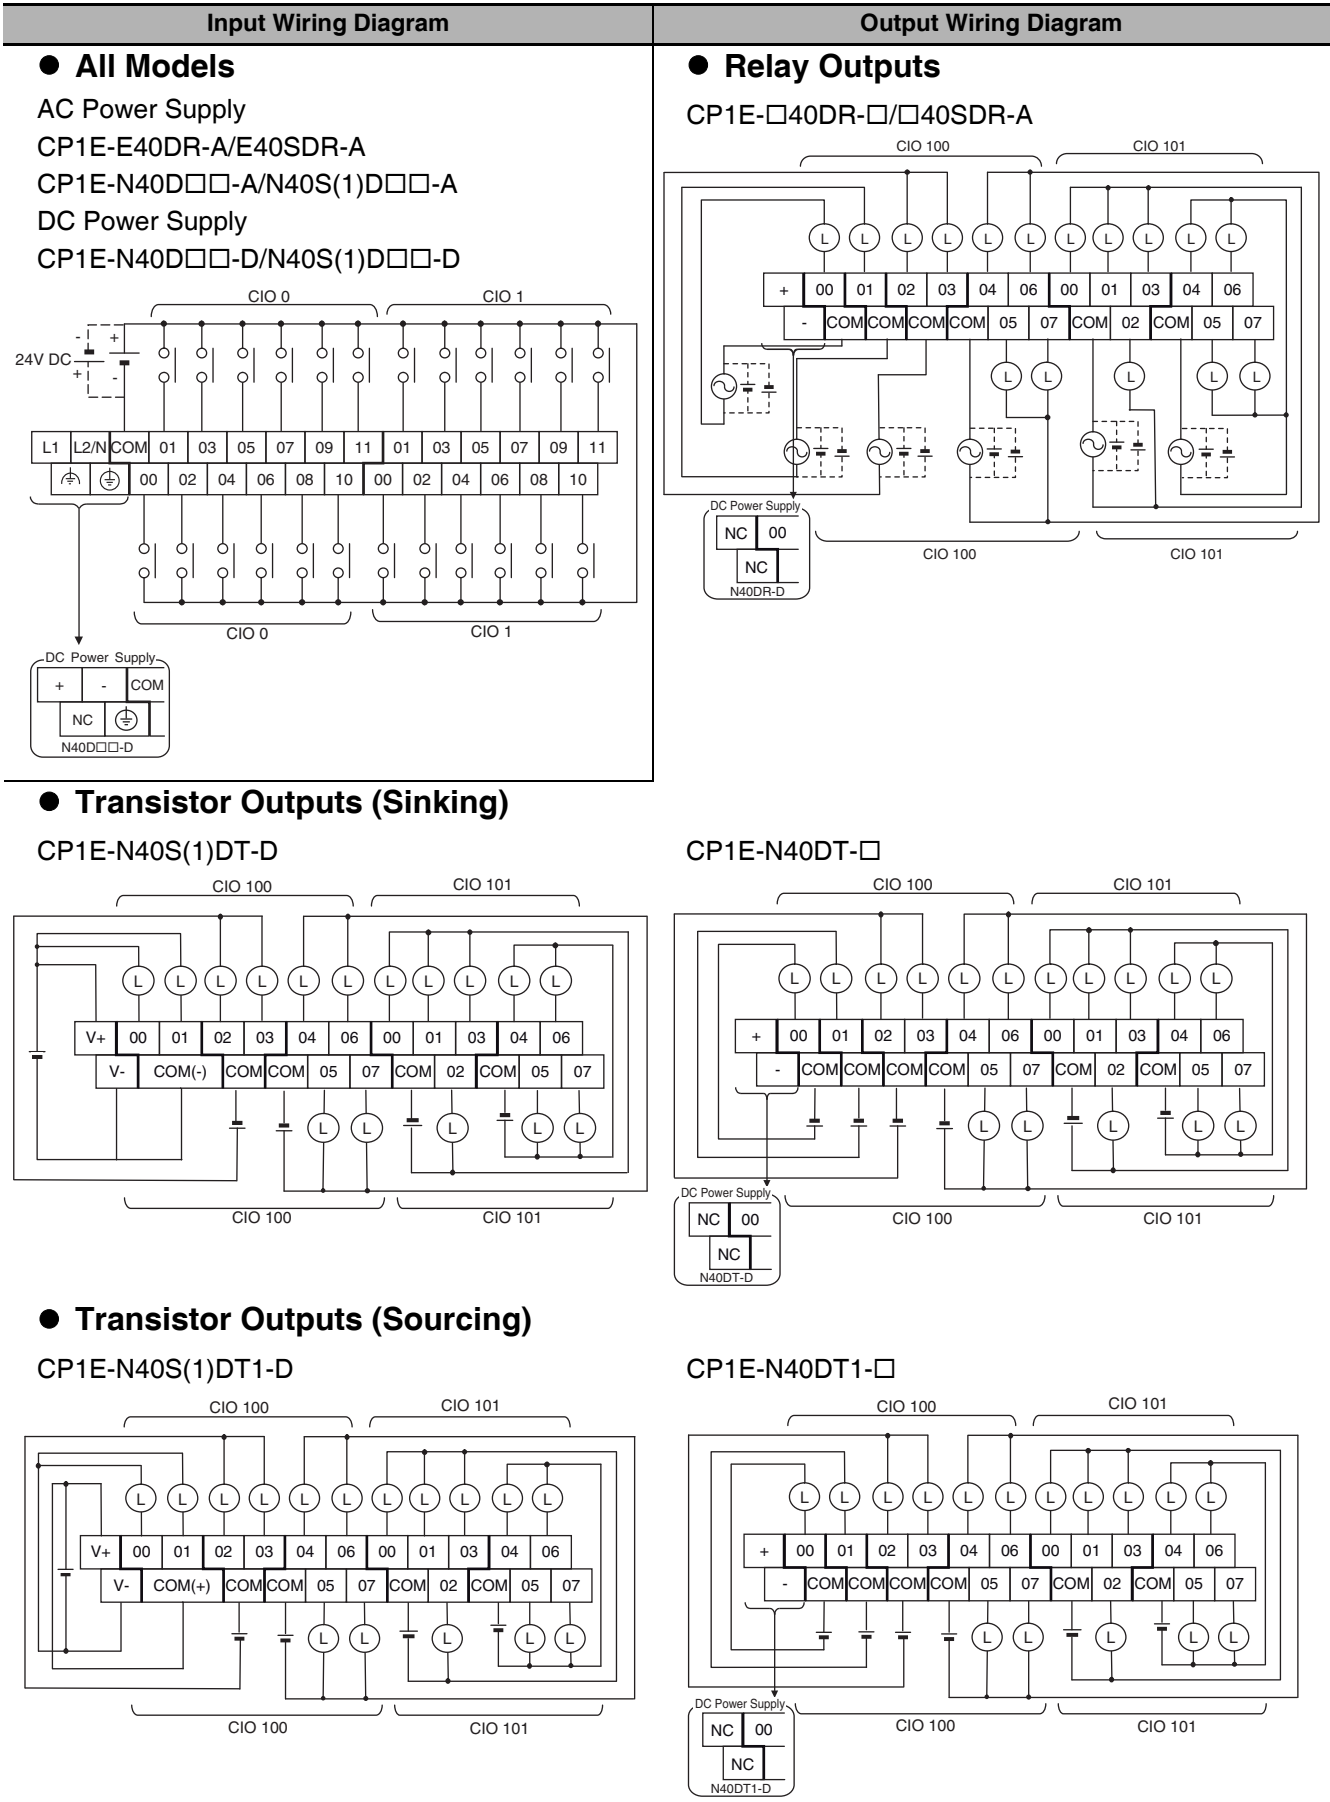 Input Wiring Diagram
Output Wiring Diagram
● All Models
AC Power Supply
CP1E-E40DR-A/E40SDR-A
CP1E-N40D□□-A/N40S(1)D□□-A
DC Power Supply
CP1E-N40D□□-D/N40S(1)D□□-D
CIO 0 CIO 1
- +
24V DC
+ -
L1 L2/N COM 01 03 05 07 09 11 01 03 05 07 09 11
00 02 04 06 08 10 00 02 04 06 08 10
CIO 0 CIO 1
DC Power Supply
+ - COM
NC
N40D□□-D
● Relay Outputs
CP1E-□40DR-□/□40SDR-A
CIO 100 CIO 101
L L L L L L L L L L L
+ 00 01 02 03 04 06 00 01 03 04 06
- COM COM COM COM 05 07 COM 02 COM 05 07
L L L L L
DC Power Supply
NC 00
NC
N40DR-D
CIO 100 CIO 101
● Transistor Outputs (Sinking)
CP1E-N40S(1)DT-D
CIO 100 CIO 101
L L L L L L L L L L L
V+ 00 01 02 03 04 06 00 01 03 04 06
V- COM(-) COM COM 05 07 COM 02 COM 05 07
L L L L L
CIO 100 CIO 101
CP1E-N40DT-□
CIO 100 CIO 101
L L L L L L L L L L L
+ 00 01 02 03 04 06 00 01 03 04 06
- COM COM COM COM 05 07 COM 02 COM 05 07
L L L L L
DC Power Supply
NC 00
NC
N40DT-D
CIO 100 CIO 101
● Transistor Outputs (Sourcing)
CP1E-N40S(1)DT1-D
CIO 100 CIO 101
L L L L L L L L L L L
V+ 00 01 02 03 04 06 00 01 03 04 06
V- COM(+) COM COM 05 07 COM 02 COM 05 07
L L L L L
CIO 100 CIO 101
CP1E-N40DT1-□
CIO 100 CIO 101
L L L L L L L L L L L
+ 00 01 02 03 04 06 00 01 03 04 06
- COM COM COM COM 05 07 COM 02 COM 05 07
L L L L L
DC Power Supply
NC 00
NC
N40DT1-D
CIO 100 CIO 101